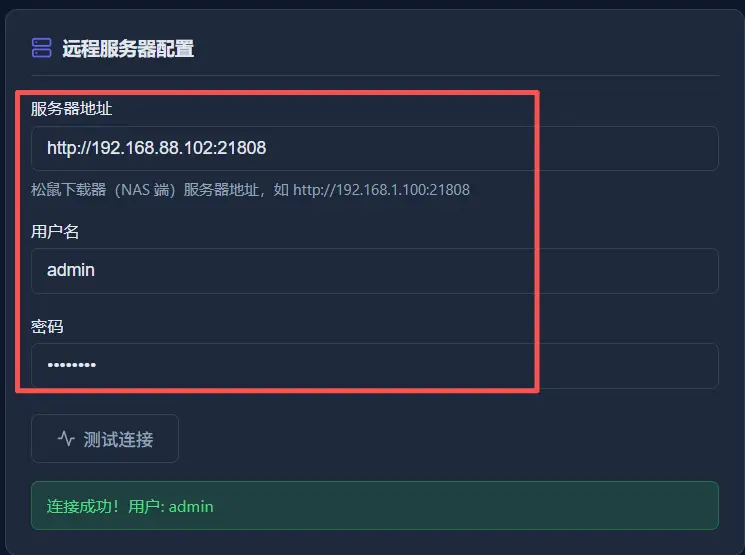 远程服务器配置
服务器地址
http://192.168.88.102:21808
松鼠下载器（NAS 端）服务器地址，如 http://192.168.1.100:21808
用户名
admin
密码
••••••••
测试连接
连接成功！用户: admin